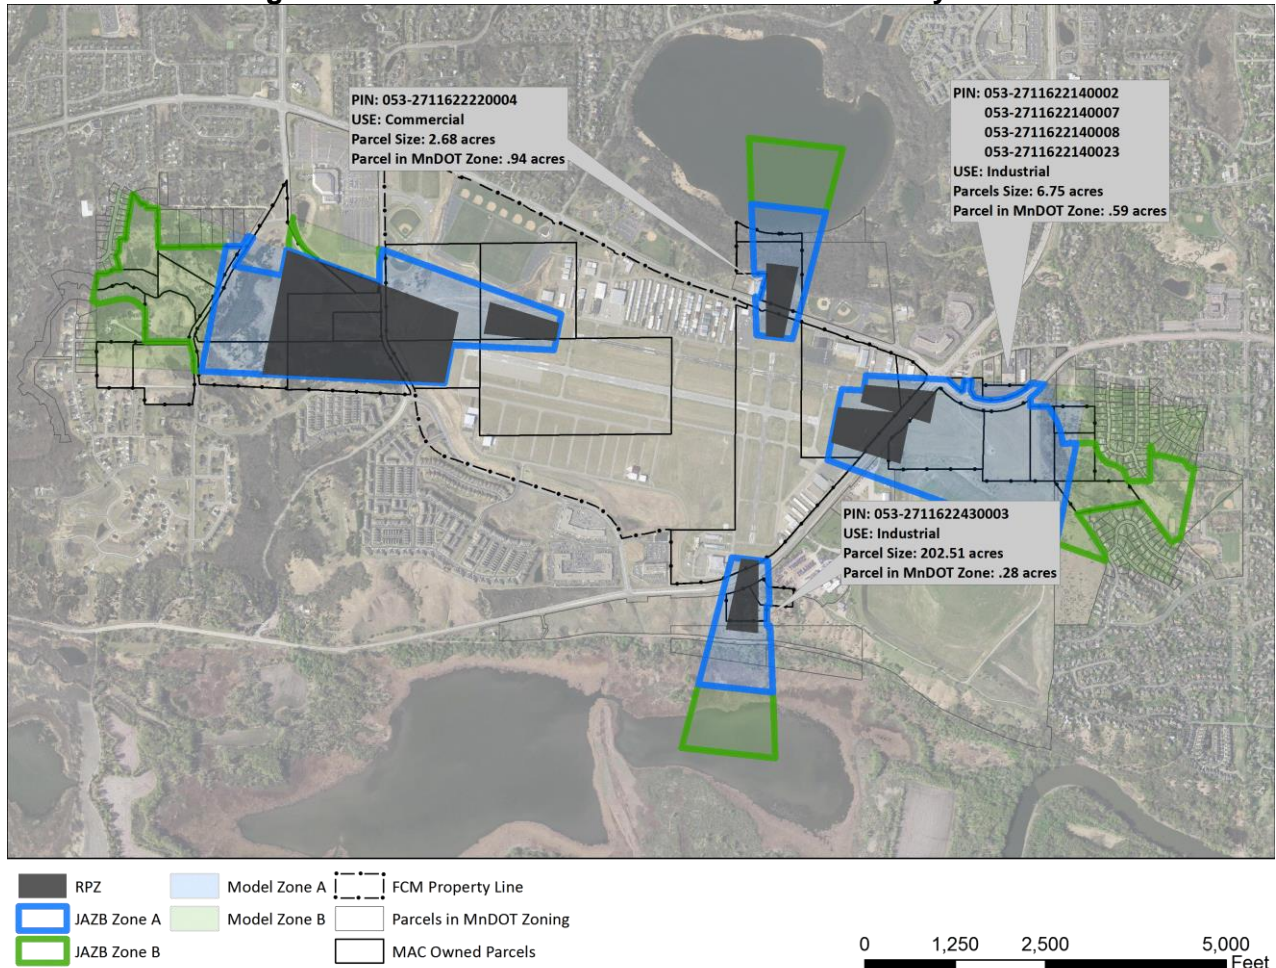 PIN: 053-2711622220004
USE: Commercial
Parcel Size: 2.68 acres
Parcel in MnDOT Zone: .94 acres
PIN: 053-2711622140002
053-2711622140007
053-2711622140008
053-2711622140023
USE: Industrial
Parcels Size: 6.75 acres
Parcel in MnDOT Zone: .59 acres
PIN: 053-2711622430003
USE: Industrial
Parcel Size: 202.51 acres
Parcel in MnDOT Zone: .28 acres
RPZ
JAZB Zone A
JAZB Zone B
Model Zone A
Model Zone B
FCM Property Line
Parcels in MnDOT Zoning
MAC Owned Parcels
0 1,250 2,500 5,000
Feet